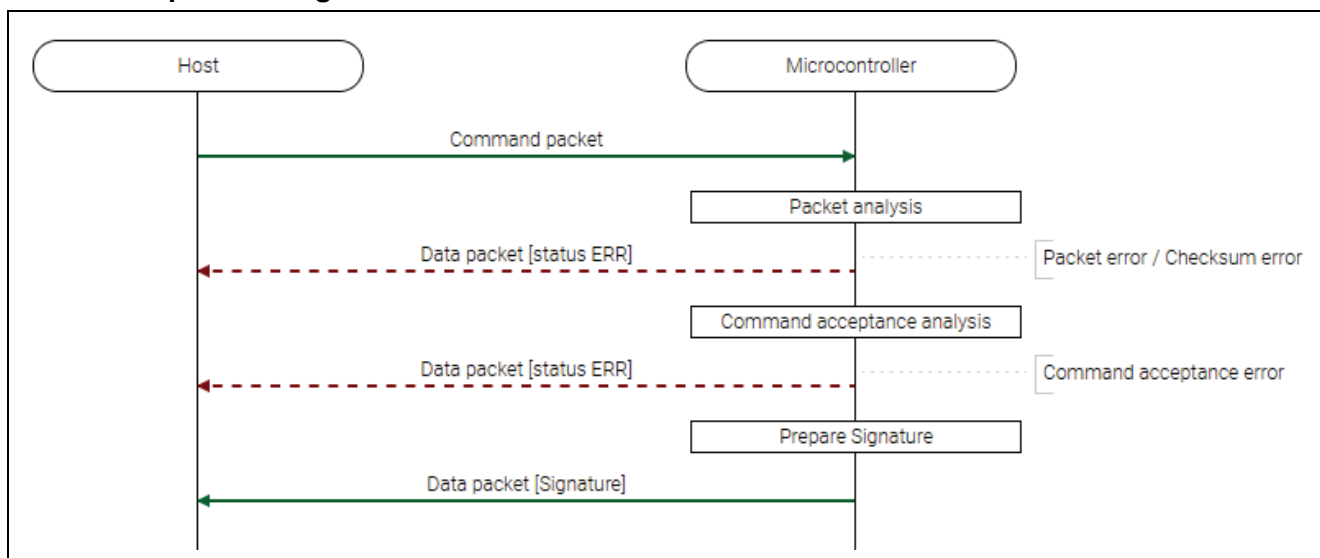 Host
Microcontroller
Command packet
Packet analysis
Data packet [status ERR]
Packet error / Checksum error
Command acceptance analysis
Data packet [status ERR]
Command acceptance error
Prepare Signature
Data packet [Signature]